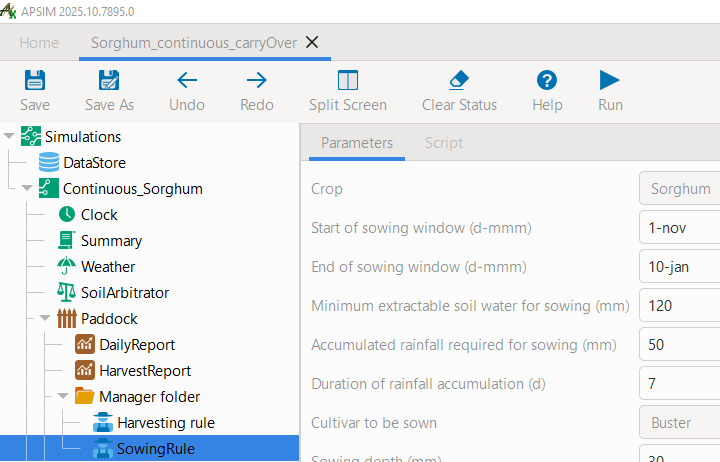 APSIM 2025.10.7895.0
Home Sorghum_continuous_carryOver
Save Save As Undo Redo Split Screen Clear Status Help Run
Simulations
DataStore
Continuous_Sorghum
Clock
Summary
Weather
SoilArbitrator
Paddock
DailyReport
HarvestReport
Manager folder
Harvesting rule
SowingRule
Parameters Script
Crop Sorghum
Start of sowing window (d-mmm) 1-nov
End of sowing window (d-mmm) 10-jan
Minimum extractable soil water for sowing (mm) 120
Accumulated rainfall required for sowing (mm) 50
Duration of rainfall accumulation (d) 7
Cultivar to be sown Buster
Sowing depth (mm) 30